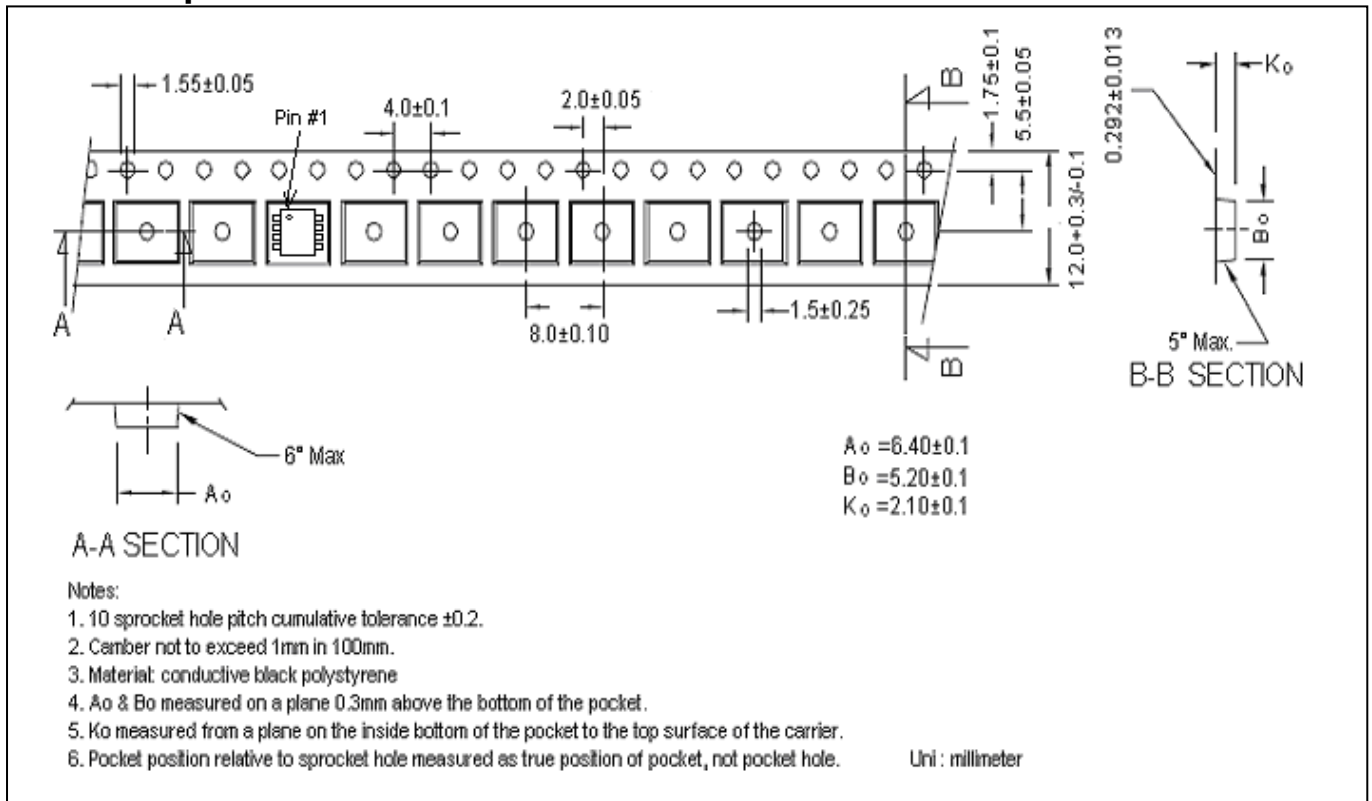 1.55±0.05
Pin #1
4.0±0.1
2.0±0.05
B
1.75±0.1
5.5±0.05
0.292±0.013
Ko
12.0+0.3/-0.1
Bo
A
A
8.0±0.10
1.5±0.25
B
5° Max.
B-B SECTION
6° Max
Ao
Ao =6.40±0.1
Bo =5.20±0.1
Ko =2.10±0.1
A-A SECTION
Notes:
1. 10 sprocket hole pitch cumulative tolerance ±0.2.
2. Camber not to exceed 1mm in 100mm.
3. Material: conductive black polystyrene
4. Ao & Bo measured on a plane 0.3mm above the bottom of the pocket.
5. Ko measured from a plane on the inside bottom of the pocket to the top surface of the carrier.
6. Pocket position relative to sprocket hole measured as true position of pocket, not pocket hole.
Uni : millimeter